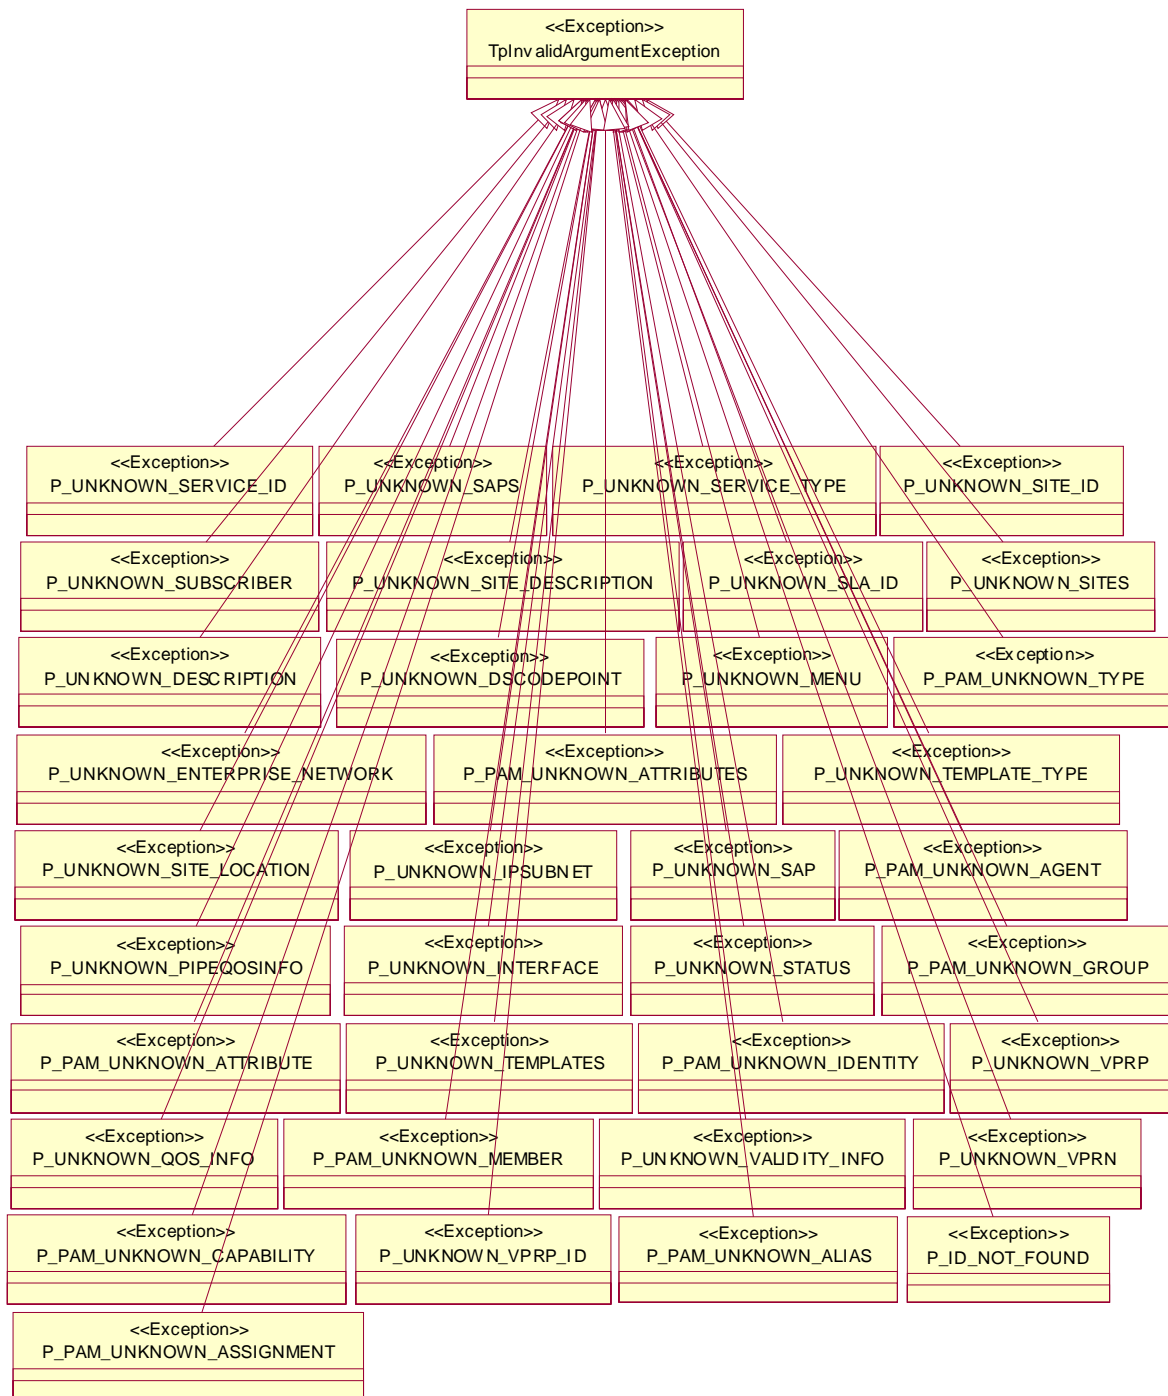 <<Exception>>
TpInvalidArgumentException
<<Exception>>
P_UNKNOWN_SERVICE_ID
<<Exception>>
P_UNKNOWN_SAPS
<<Exception>>
P_UNKNOWN_SERVICE_TYPE
<<Exception>>
P_UNKNOWN_SITE_ID
<<Exception>>
P_UNKNOWN_SUBSCRIBER
<<Exception>>
P_UNKNOWN_SITE_DESCRIPTION
<<Exception>>
P_UNKNOWN_SLA_ID
<<Exception>>
P_UNKNOWN_SITES
<<Exception>>
P_UNKNOWN_DESCRIPTION
<<Exception>>
P_UNKNOWN_DSCODEPOINT
<<Exception>>
P_UNKNOWN_MENU
<<Exception>>
P_PAM_UNKNOWN_TYPE
<<Exception>>
P_UNKNOWN_ENTERPRISE_NETWORK
<<Exception>>
P_PAM_UNKNOWN_ATTRIBUTES
<<Exception>>
P_UNKNOWN_TEMPLATE_TYPE
<<Exception>>
P_UNKNOWN_SITE_LOCATION
<<Exception>>
P_UNKNOWN_IPSUBNET
<<Exception>>
P_UNKNOWN_SAP
<<Exception>>
P_PAM_UNKNOWN_AGENT
<<Exception>>
P_UNKNOWN_PIPEQOSINFO
<<Exception>>
P_UNKNOWN_INTERFACE
<<Exception>>
P_UNKNOWN_STATUS
<<Exception>>
P_PAM_UNKNOWN_GROUP
<<Exception>>
P_PAM_UNKNOWN_ATTRIBUTE
<<Exception>>
P_UNKNOWN_TEMPLATES
<<Exception>>
P_PAM_UNKNOWN_IDENTITY
<<Exception>>
P_UNKNOWN_VPRP
<<Exception>>
P_UNKNOWN_QOS_INFO
<<Exception>>
P_PAM_UNKNOWN_MEMBER
<<Exception>>
P_UNKNOWN_VALIDITY_INFO
<<Exception>>
P_UNKNOWN_VPRN
<<Exception>>
P_PAM_UNKNOWN_CAPABILITY
<<Exception>>
P_UNKNOWN_VPRP_ID
<<Exception>>
P_PAM_UNKNOWN_ALIAS
<<Exception>>
P_ID_NOT_FOUND
<<Exception>>
P_PAM_UNKNOWN_ASSIGNMENT